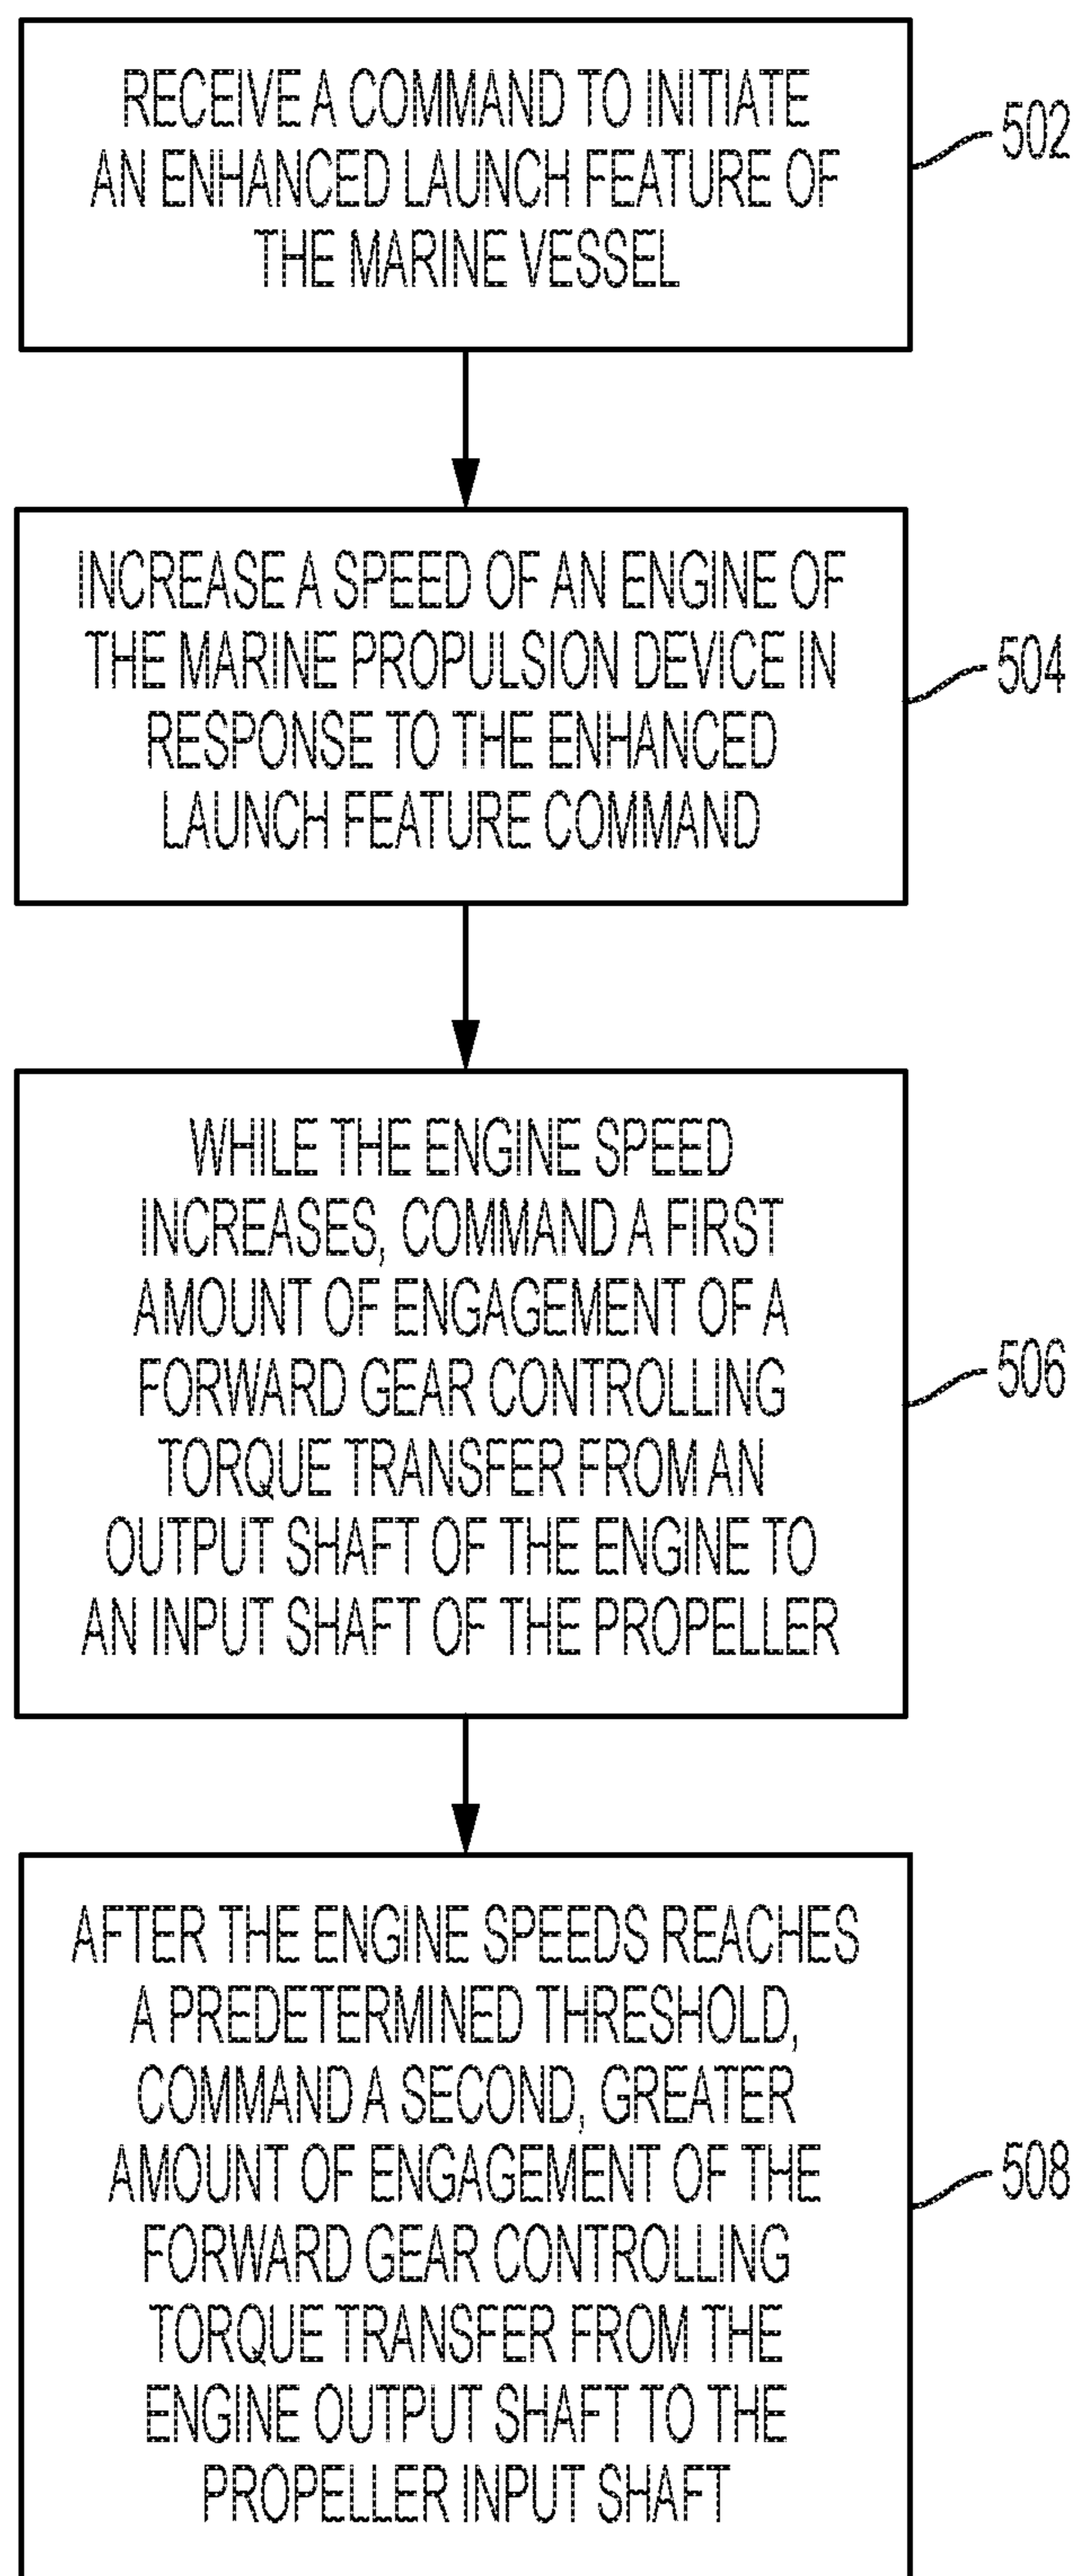 RECEIVE A COMMAND TO INITIATE
AN ENHANCED LAUNCH FEATURE OF
THE MARINE VESSEL
502
INCREASE A SPEED OF AN ENGINE OF
THE MARINE PROPULSION DEVICE IN
RESPONSE TO THE ENHANCED
LAUNCH FEATURE COMMAND
504
WHILE THE ENGINE SPEED
INCREASES, COMMAND A FIRST
AMOUNT OF ENGAGEMENT OF A
FORWARD GEAR CONTROLLING
TORQUE TRANSFER FROM AN
OUTPUT SHAFT OF THE ENGINE TO
AN INPUT SHAFT OF THE PROPELLER
506
AFTER THE ENGINE SPEEDS REACHES
A PREDETERMINED THRESHOLD,
COMMAND A SECOND, GREATER
AMOUNT OF ENGAGEMENT OF THE
FORWARD GEAR CONTROLLING
TORQUE TRANSFER FROM THE
ENGINE OUTPUT SHAFT TO THE
PROPELLER INPUT SHAFT
508